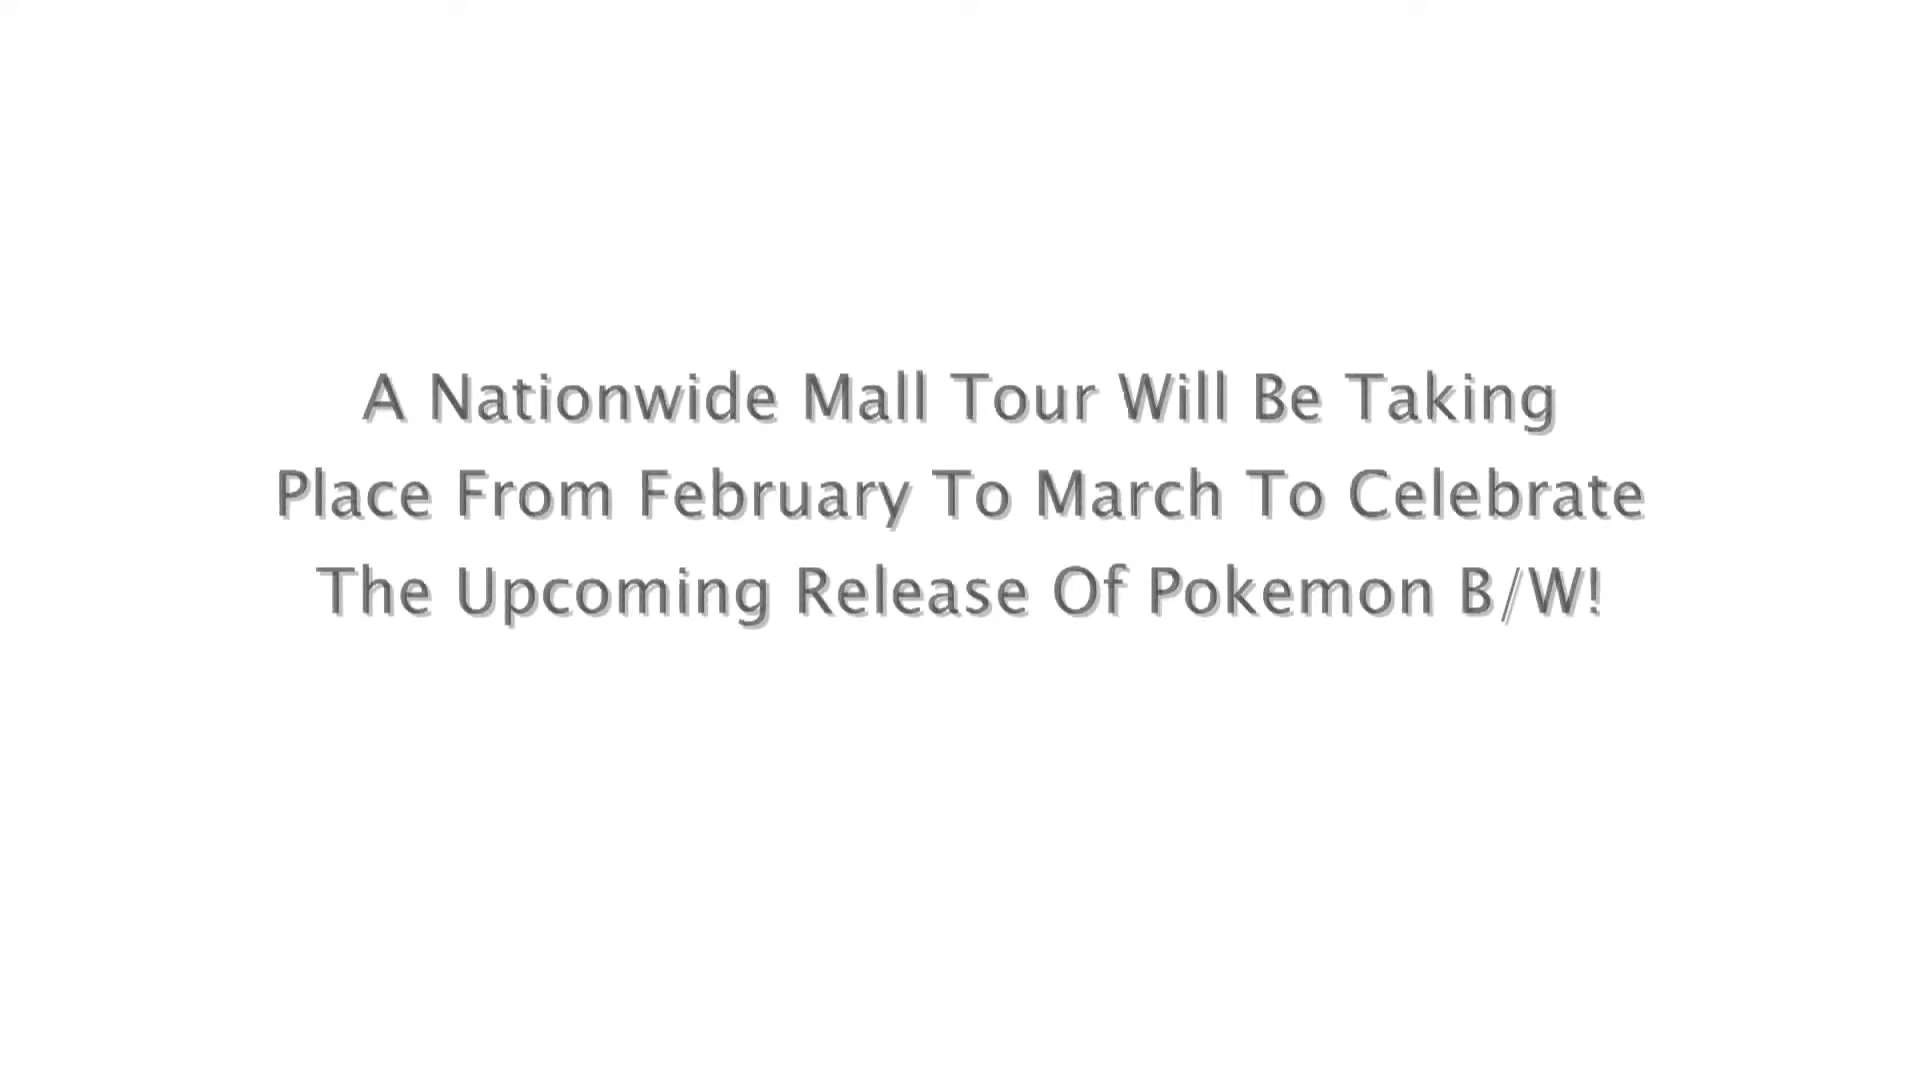 A Nationwide Mall Tour Will Be Taking
Place From February To March To Celebrate
The Upcoming Release Of Pokemon B/W!